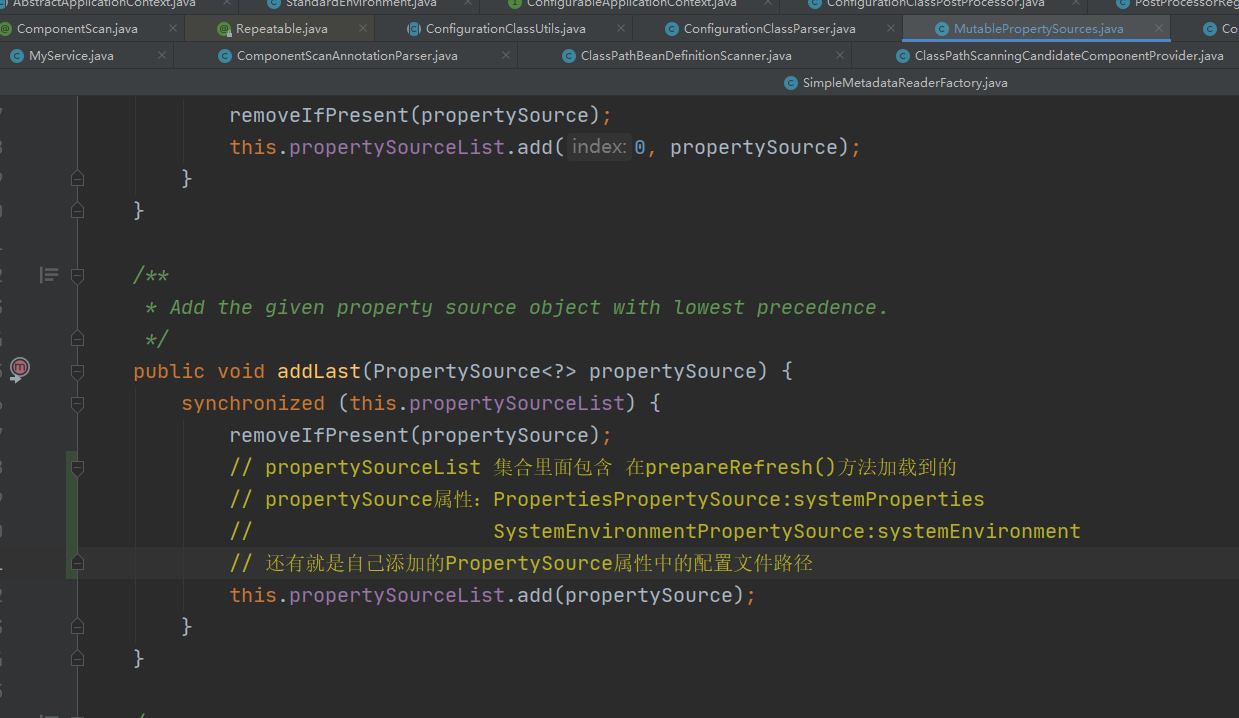 AbstractApplicationContext.java StandardEnvironment.java ConfigurableApplicationContext.java ConfigurationClassPostProcessor.java PostProcessorReg
ComponentScan.java Repeatable.java ConfigurationClassUtils.java ConfigurationClassParser.java MutablePropertySources.java Co
MyService.java ComponentScanAnnotationParser.java ClassPathBeanDefinitionScanner.java ClassPathScanningCandidateComponentProvider.java
SimpleMetadataReaderFactory.java
removeIfPresent(propertySource);
this.propertySourceList.add( index: 0, propertySource);
}
}
/**
* Add the given property source object with lowest precedence.
*/
public void addLast(PropertySource<?> propertySource) {
synchronized (this.propertySourceList) {
removeIfPresent(propertySource);
// propertySourceList 集合里面包含 在prepareRefresh()方法加载到的
// propertySource属性：PropertiesPropertySource:systemProperties
// SystemEnvironmentPropertySource:systemEnvironment
// 还有就是自己添加的PropertySource属性中的配置文件路径
this.propertySourceList.add(propertySource);
}
}